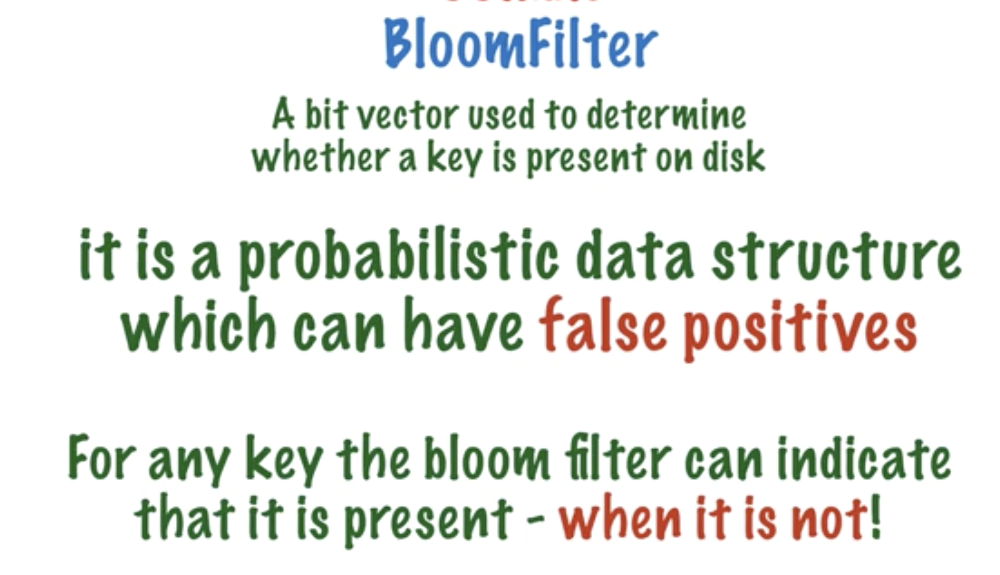 BloomFilter
A bit vector used to determine
whether a key is present on disk
it is a probabilistic data structure
which can have false positives
For any key the bloom filter can indicate
that it is present - when it is not!